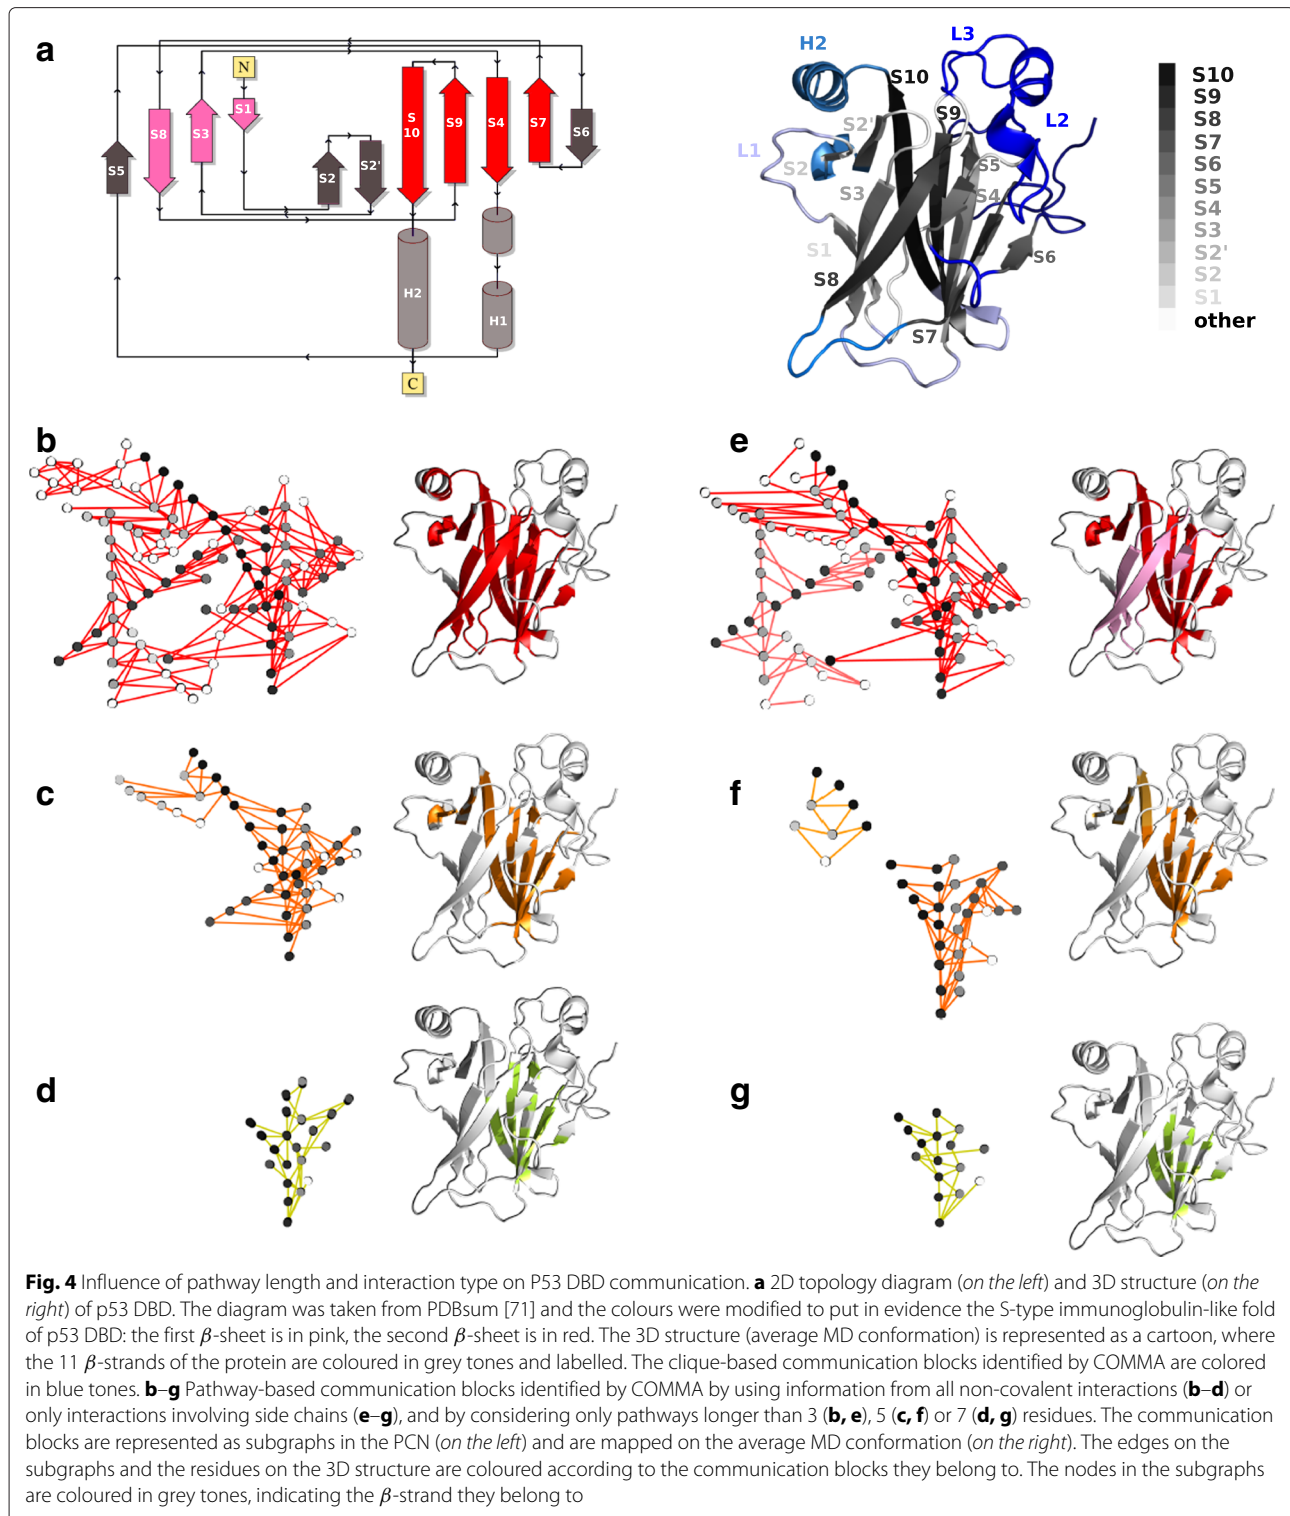 a
N
S1
S8
S3
S5
S2
S2'
S
10
S9
S4
S7
S6
H2
H1
C
H2
L3
S10
S9
S2'
L2
L1
S2
S3
S5
S4
S1
S8
S6
S7
S10
S9
S8
S7
S6
S5
S4
S3
S2'
S2
S1
other
b
e
c
f
d
g
Fig. 4 Influence of pathway length and interaction type on P53 DBD communication. a 2D topology diagram (on the left) and 3D structure (on the
right) of p53 DBD. The diagram was taken from PDBsum [71] and the colours were modified to put in evidence the S-type immunoglobulin-like fold
of p53 DBD: the first β-sheet is in pink, the second β-sheet is in red. The 3D structure (average MD conformation) is represented as a cartoon, where
the 11 β-strands of the protein are coloured in grey tones and labelled. The clique-based communication blocks identified by COMMA are colored
in blue tones. b–g Pathway-based communication blocks identified by COMMA by using information from all non-covalent interactions (b–d) or
only interactions involving side chains (e–g), and by considering only pathways longer than 3 (b, e), 5 (c, f) or 7 (d, g) residues. The communication
blocks are represented as subgraphs in the PCN (on the left) and are mapped on the average MD conformation (on the right). The edges on the
subgraphs and the residues on the 3D structure are coloured according to the communication blocks they belong to. The nodes in the subgraphs
are coloured in grey tones, indicating the β-strand they belong to